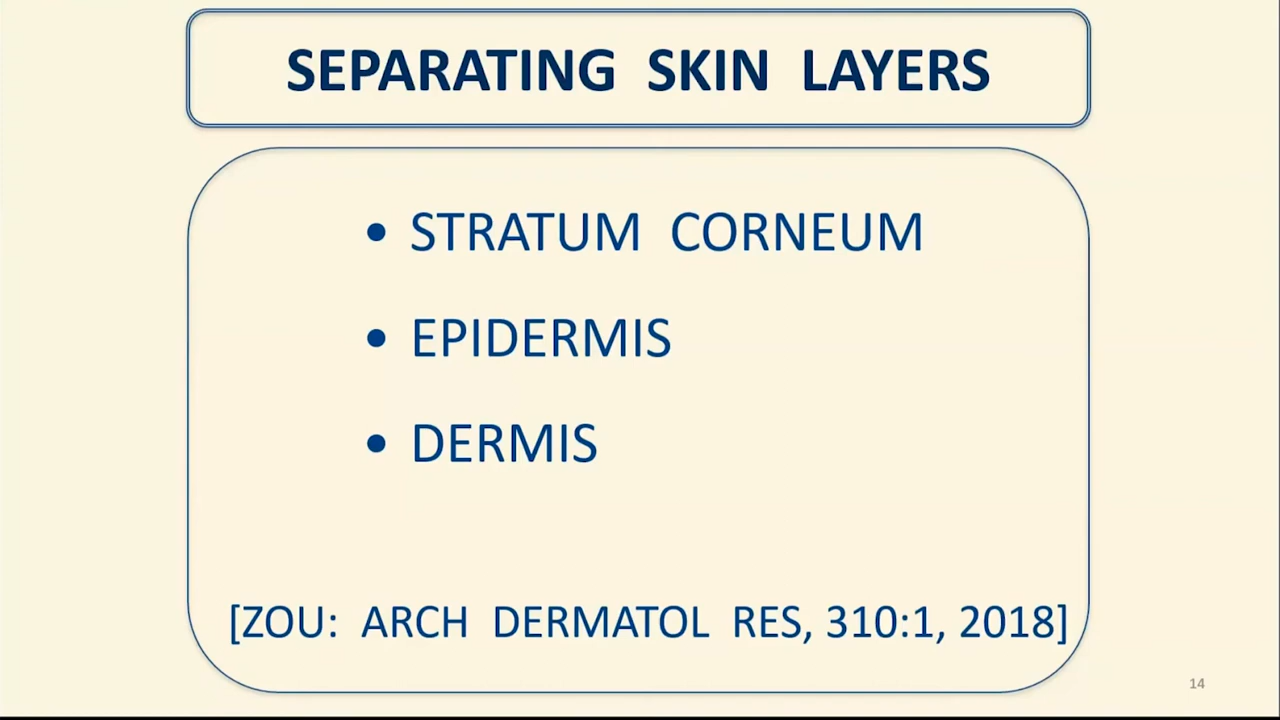 SEPARATING SKIN LAYERS
• STRATUM CORNEUM
• EPIDERMIS
• DERMIS
[ZOU: ARCH DERMATOL RES, 310:1, 2018]
14